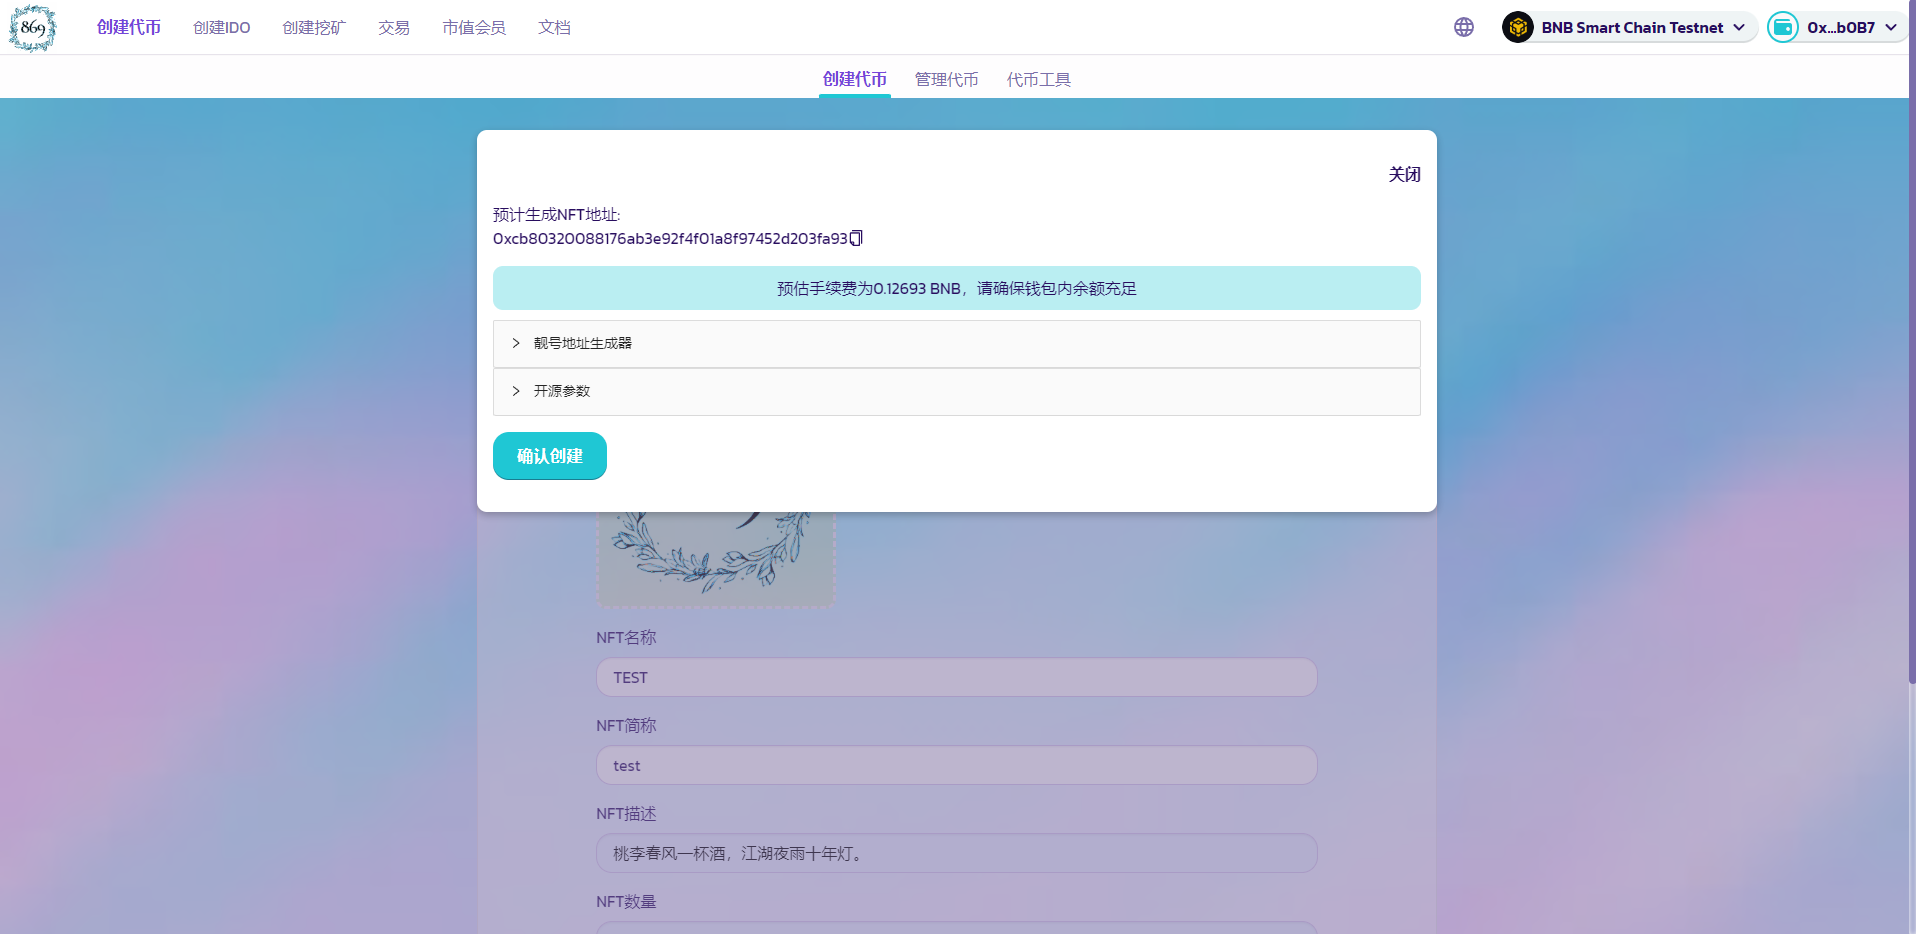 869
创建代币
创建IDO
创建挖矿
交易
市值会员
文档
BNB Smart Chain Testnet
0x...b0B7
创建代币
管理代币
代币工具
关闭
预计生成NFT地址:
0xcb80320088176ab3e92f4f01a8f97452d203fa93
预估手续费为0.12693 BNB，请确保钱包内余额充足
靓号地址生成器
开源参数
确认创建
NFT名称
TEST
NFT简称
test
NFT描述
桃李春风一杯酒，江湖夜雨十年灯。
NFT数量